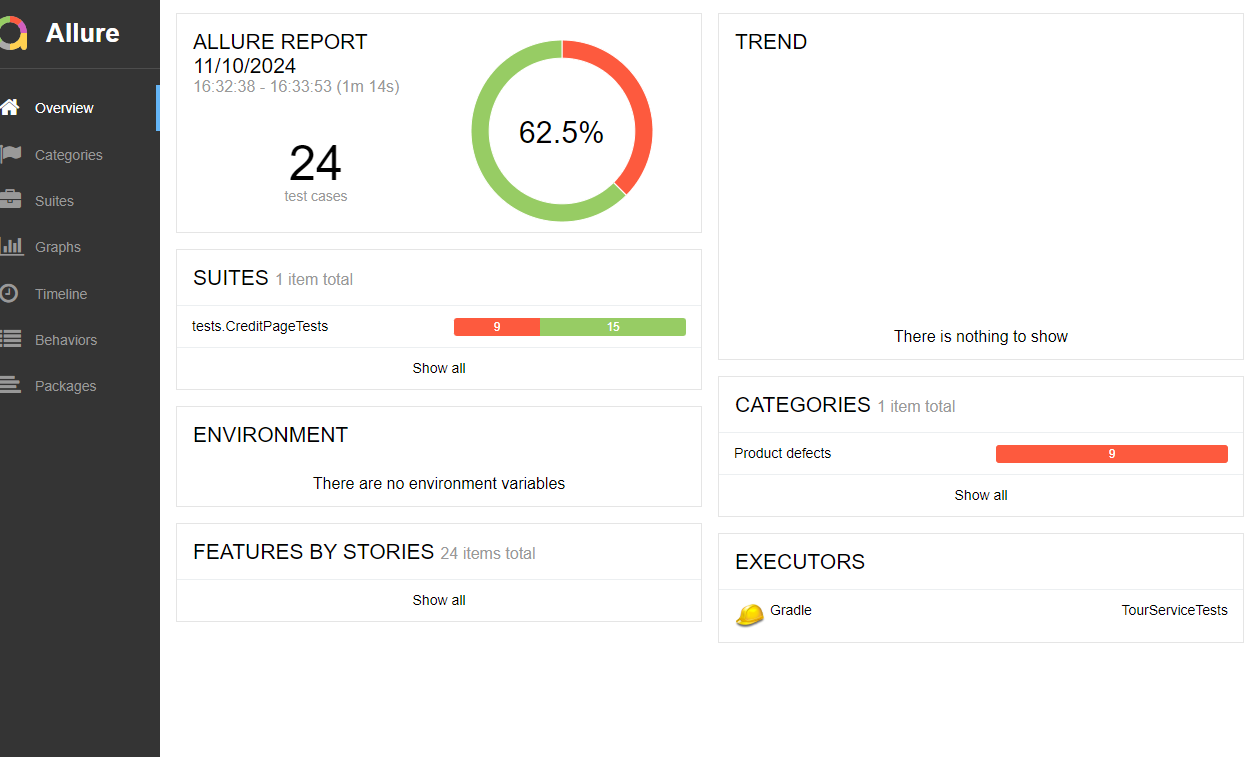 Allure
Overview
Categories
Suites
Graphs
Timeline
Behaviors
Packages
ALLURE REPORT
11/10/2024
16:32:38 - 16:33:53 (1m 14s)
24
test cases
62.5%
SUITES 1 item total
tests.CreditPageTests 9 15
Show all
ENVIRONMENT
There are no environment variables
FEATURES BY STORIES 24 items total
Show all
TREND
There is nothing to show
CATEGORIES 1 item total
Product defects 9
Show all
EXECUTORS
Gradle TourServiceTests